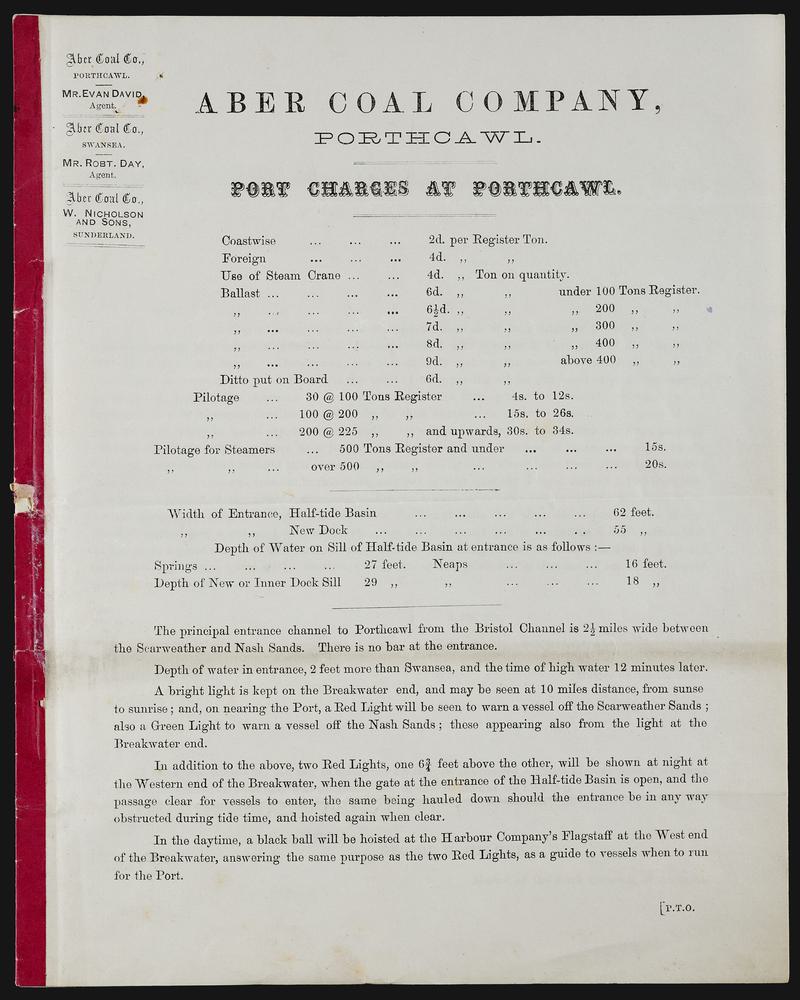 Aber Coal Co.,
PORTHCAWL.
MR. EVAN DAVID,
Agent.
Aber Coal Co.,
SWANSEA.
MR. ROBT. DAY,
Agent.
Aber Coal Co.,
W. NICHOLSON
AND SONS,
SUNDERLAND.
ABER COAL COMPANY,
PORTHCAWL.
PORT CHARGES AT PORTHCAWL.
Coastwise ... ... ... 2d. per Register Ton.
Foreign ... ... ... 4d. ,, ,,
Use of Steam Crane ... ... 4d. ,, Ton on quantity.
Ballast ... ... ... ... 6d. ,, ,, under 100 Tons Register.
,, ... ... ... ... 6½d. ,, ,, ,, 200 ,, ,,
,, ... ... ... ... 7d. ,, ,, ,, 300 ,, ,,
,, ... ... ... ... 8d. ,, ,, ,, 400 ,, ,,
,, ... ... ... ... 9d. ,, ,, above 400 ,, ,,
Ditto put on Board ... ... 6d. ,, ,,
Pilotage ... 30 @ 100 Tons Register ... 4s. to 12s.
,, ... 100 @ 200 ,, ,, ... 15s. to 26s.
,, ... 200 @ 225 ,, ,, and upwards, 30s. to 34s.
Pilotage for Steamers ... 500 Tons Register and under ... ... ... 15s.
,, ,, ... over 500 ,, ,, ... ... ... ... 20s.
Width of Entrance, Half-tide Basin ... ... ... ... ... 62 feet.
,, ,, New Dock ... ... ... ... ... ... 55 ,,
Depth of Water on Sill of Half-tide Basin at entrance is as follows :—
Springs ... ... ... ... 27 feet. Neaps ... ... ... 16 feet.
Depth of New or Inner Dock Sill 29 ,, ,, ... ... ... 18 ,,
The principal entrance channel to Porthcawl from the Bristol Channel is 2½ miles wide between
the Scarweather and Nash Sands. There is no bar at the entrance.
Depth of water in entrance, 2 feet more than Swansea, and the time of high water 12 minutes later.
A bright light is kept on the Breakwater end, and may be seen at 10 miles distance, from sunse
to sunrise ; and, on nearing the Port, a Red Light will be seen to warn a vessel off the Scarweather Sands ;
also a Green Light to warn a vessel off the Nash Sands ; these appearing also from the light at the
Breakwater end.
In addition to the above, two Red Lights, one 6¾ feet above the other, will be shown at night at
the Western end of the Breakwater, when the gate at the entrance of the Half-tide Basin is open, and the
passage clear for vessels to enter, the same being hauled down should the entrance be in any way
obstructed during tide time, and hoisted again when clear.
In the daytime, a black ball will be hoisted at the Harbour Company's Flagstaff at the West end
of the Breakwater, answering the same purpose as the two Red Lights, as a guide to vessels when to run
for the Port.
[P.T.O.